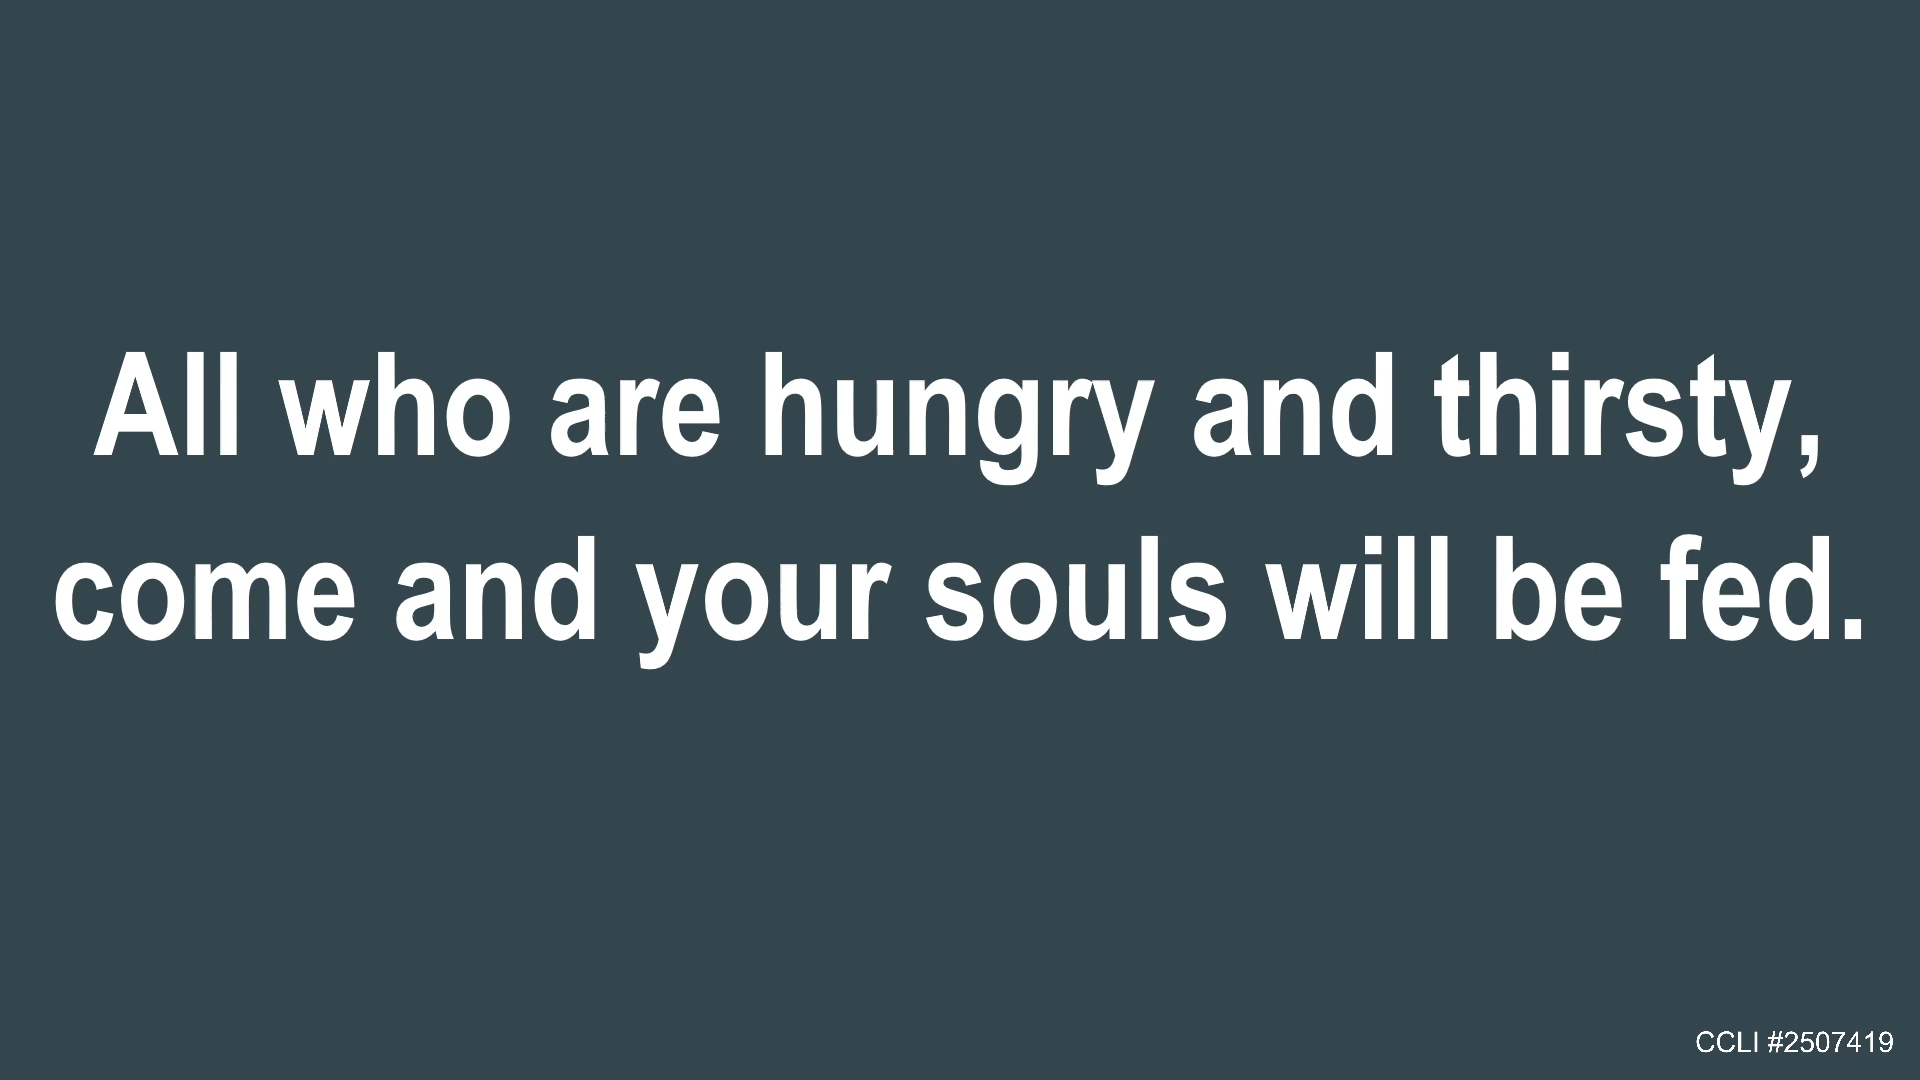 All who are hungry and thirsty,
come and your souls will be fed.
CCLI #2507419